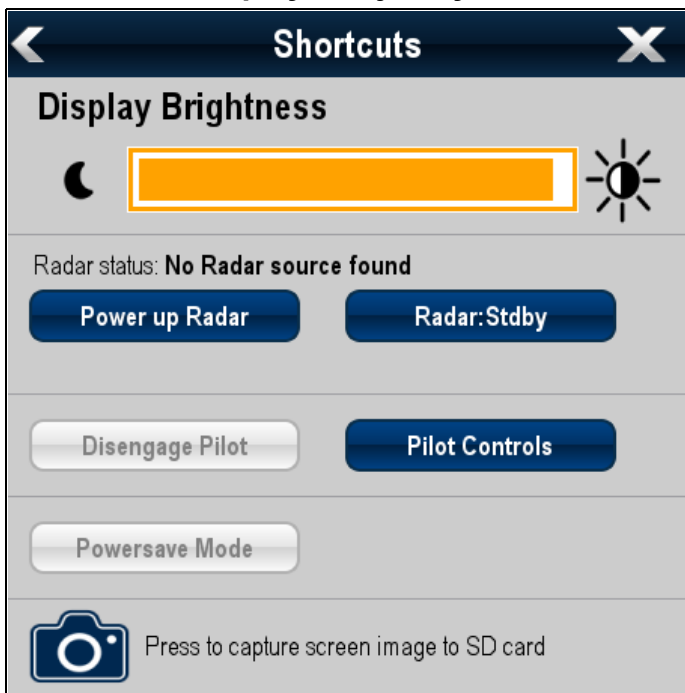 Shortcuts
Display Brightness
Radar status: No Radar source found
Power up Radar
Radar:Stdby
Disengage Pilot
Pilot Controls
Powersave Mode
Press to capture screen image to SD card